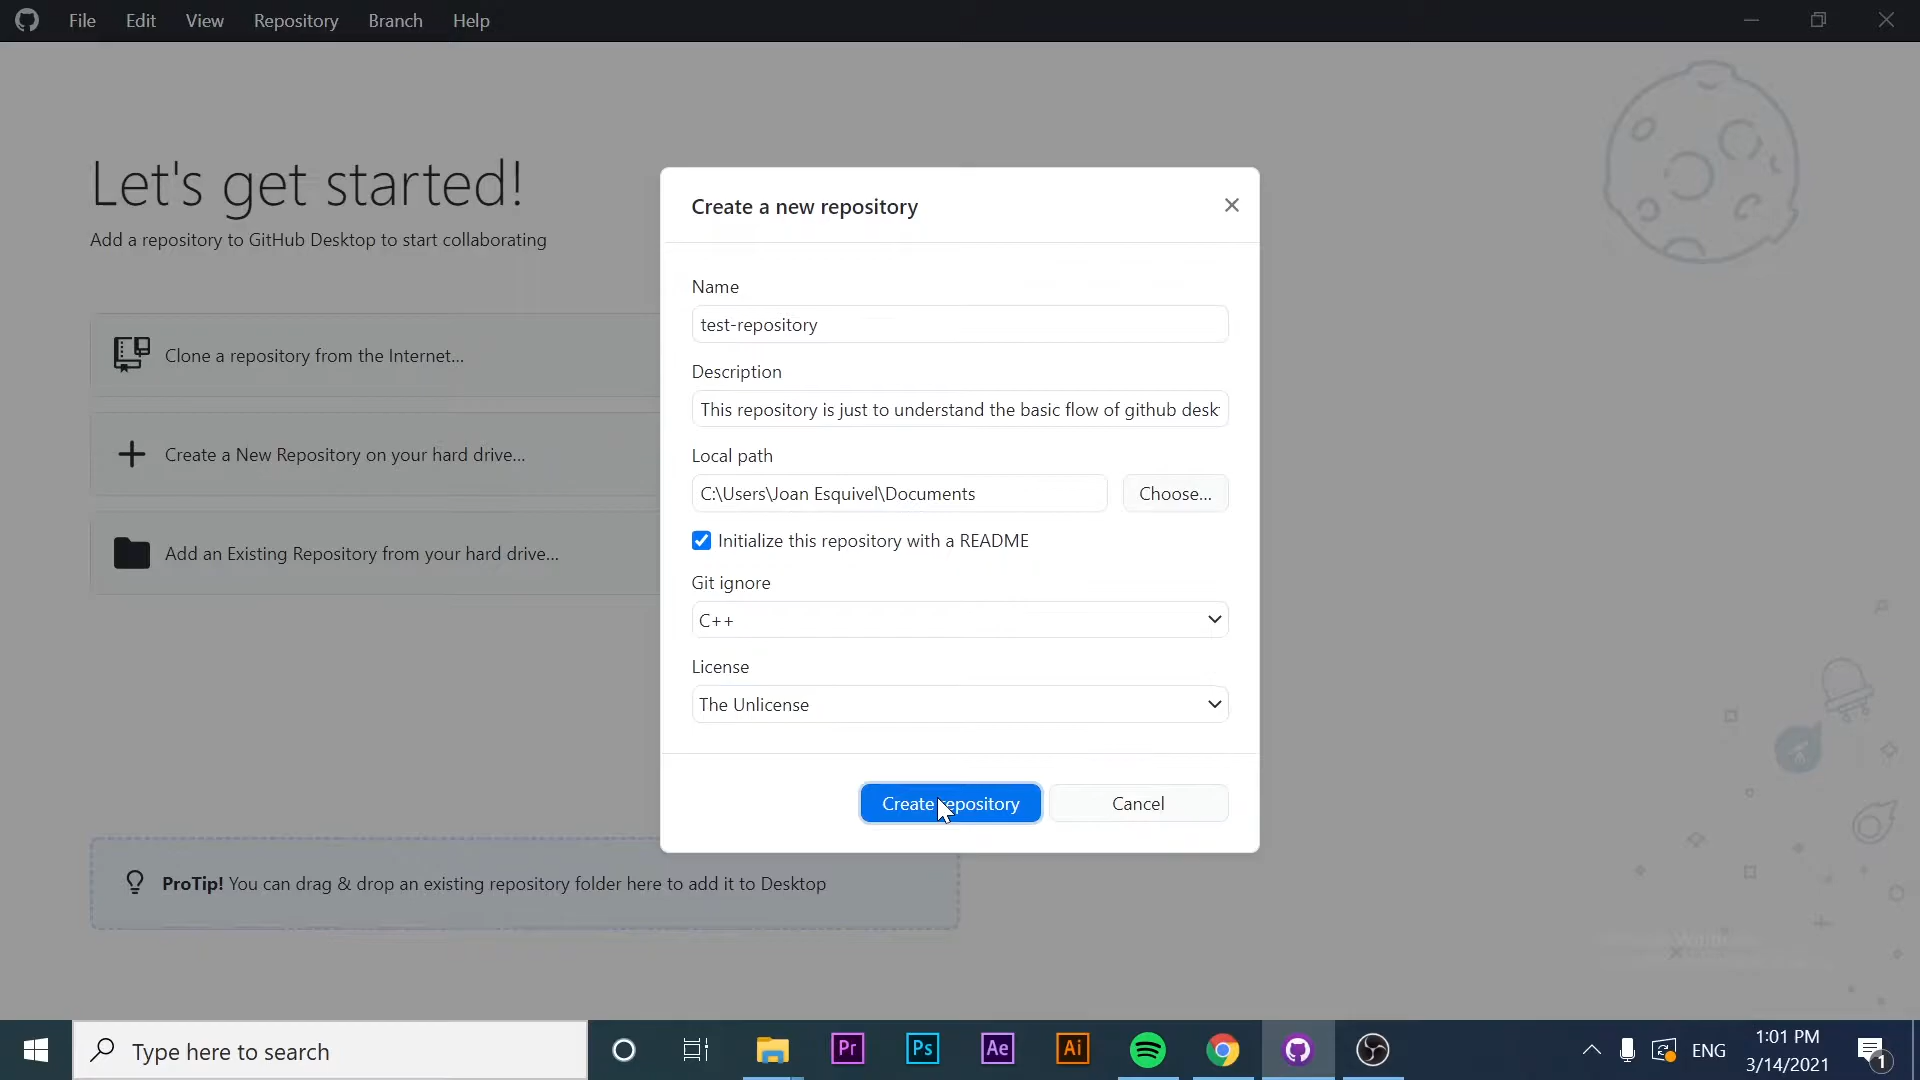 File Edit View Repository Branch Help
Let's get started!
Add a repository to GitHub Desktop to start collaborating
Clone a repository from the Internet...
Create a New Repository on your hard drive...
Add an Existing Repository from your hard drive...
ProTip! You can drag & drop an existing repository folder here to add it to Desktop
Create a new repository
Name
test-repository
Description
This repository is just to understand the basic flow of github desk
Local path
C:\Users\Joan Esquivel\Documents
Choose...
Initialize this repository with a README
Git ignore
C++
License
The Unlicense
Create repository
Cancel
Type here to search
Pr
Ps
Ae
Ai
ENG
1:01 PM
3/14/2021
1